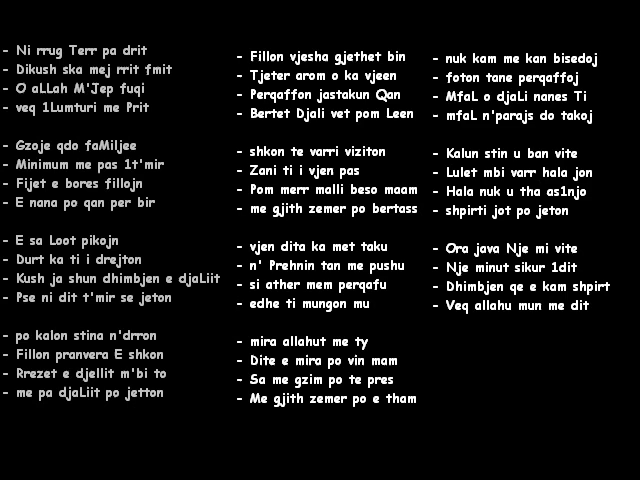 - Ni rrug Terr pa drit
- Dikush ska mej rrit fmit
- O aLLah M'Jep fuqi
- veq 1Lumturi me Prit
- Gzoje qdo faMiljee
- Minimum me pas 1t'mir
- Fijet e bores fillojn
- E nana po qan per bir
- E sa Loot pikojn
- Durt ka ti i drejton
- Kush ja shun dhimbjen e djaLiit
- Pse ni dit t'mir se jeton
- po kalon stina n'drron
- Fillon pranvera E shkon
- Rrezet e djellit m'bi to
- me pa djaLiit po jetton
- Fillon vjesha gjethet bin
- Tjeter arom o ka vjeen
- Perqaffon jastakun Qan
- Bertet Djali vet pom Leen
- shkon te varri viziton
- Zani ti i vjen pas
- Pom merr malli beso maam
- me gjith zemer po bertass
- vjen dita ka met taku
- n' Prehnin tan me pushu
- si ather mem perqafu
- edhe ti mungon mu
- mira allahut me ty
- Dite e mira po vin mam
- Sa me gzim po te pres
- Me gjith zemer po e tham
- nuk kam me kan bisedoj
- foton tane perqaffoj
- MfaL o djaLi nanes Ti
- mfaL n'parajs do takoj
- Kalun stin u ban vite
- Lulet mbi varr hala jon
- Hala nuk u tha as1njo
- shpirti jot po jeton
- Ora java Nje mi vite
- Nje minut sikur 1dit
- Dhimbjen qe e kam shpirt
- Veq allahu mun me dit